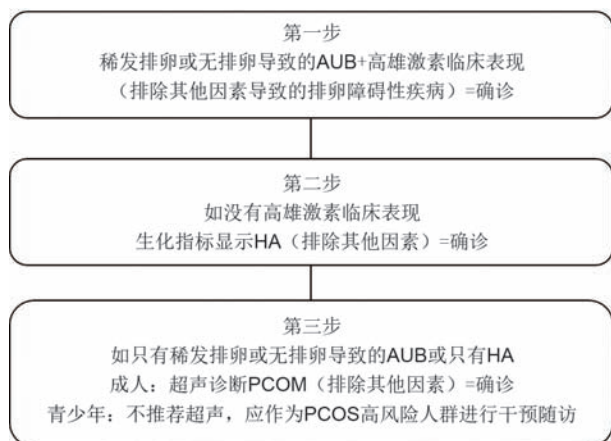 第一步
稀发排卵或无排卵导致的AUB+高雄激素临床表现
（排除其他因素导致的排卵障碍性疾病）=确诊
第二步
如没有高雄激素临床表现
生化指标显示HA（排除其他因素）=确诊
第三步
如只有稀发排卵或无排卵导致的AUB或只有HA
成人：超声诊断PCOM（排除其他因素）=确诊
青少年：不推荐超声，应作为PCOS高风险人群进行干预随访